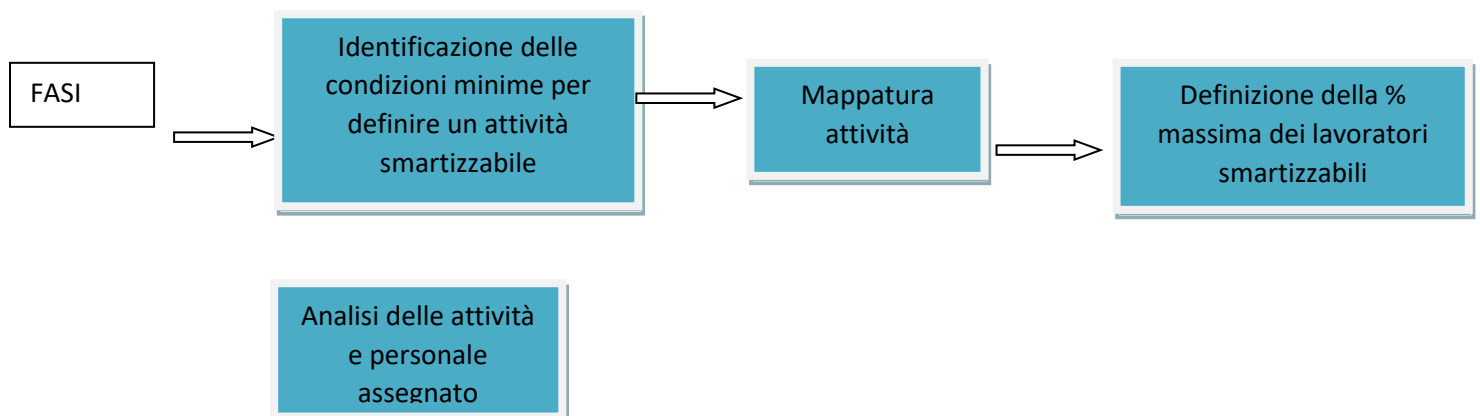 FASI
Identificazione delle
condizioni minime per
definire un attività
smartizzabile
Mappatura
attività
Definizione della %
massima dei lavoratori
smartizzabili
Analisi delle attività
e personale
assegnato